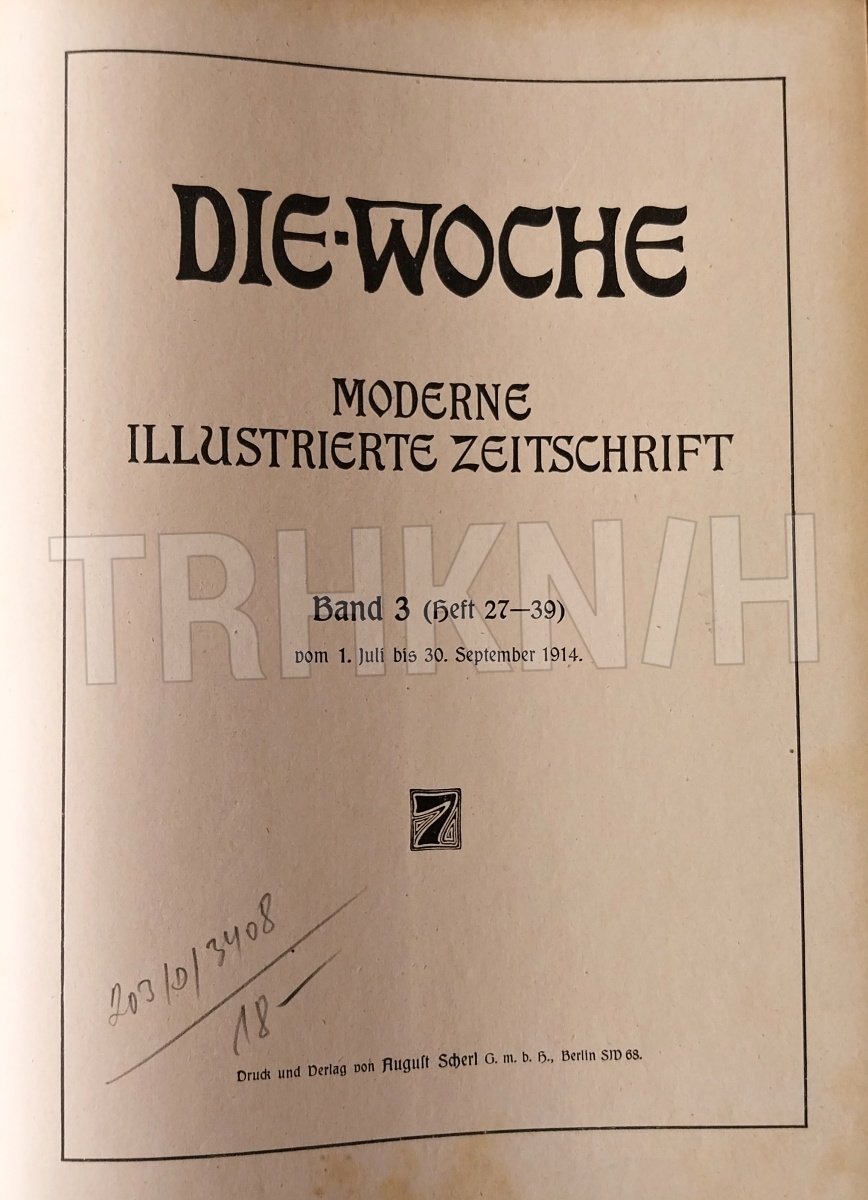 DIE·WOCHE
MODERNE
ILLUSTRIERTE ZEITSCHRIFT
TRHKN/H
Band 3 (Heft 27—39)
vom 1. Juli bis 30. September 1914.
7
203/D/3408
18-
Druck und Verlag von August Scherl G. m. b. H., Berlin SW 68.